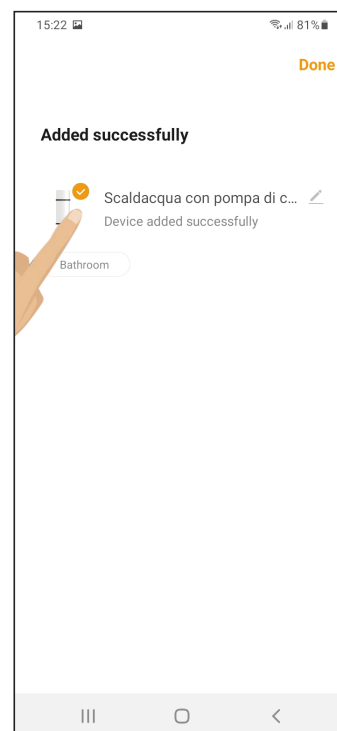 15:22 81%
Done
Added successfully
Scaldacqua con pompa di c...
Device added successfully
Bathroom